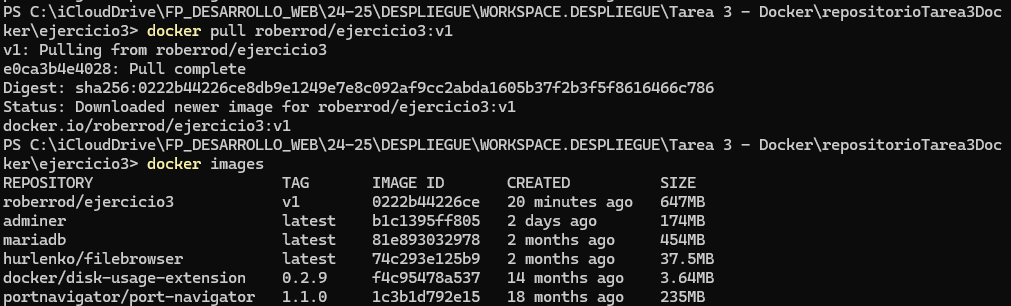 PS C:\iCloudDrive\FP_DESARROLLO_WEB\24-25\DESPLIEGUE\WORKSPACE.DESPLIEGUE\Tarea 3 - Docker\repositorioTarea3Doc
ker\ejercicio3> docker pull roberrod/ejercicio3:v1
v1: Pulling from roberrod/ejercicio3
e0ca3b4e4028: Pull complete
Digest: sha256:0222b44226ce8db9e1249e7e8c092af9cc2abda1605b37f2b3f5f8616466c786
Status: Downloaded newer image for roberrod/ejercicio3:v1
docker.io/roberrod/ejercicio3:v1
PS C:\iCloudDrive\FP_DESARROLLO_WEB\24-25\DESPLIEGUE\WORKSPACE.DESPLIEGUE\Tarea 3 - Docker\repositorioTarea3Doc
ker\ejercicio3> docker images
REPOSITORY TAG IMAGE ID CREATED SIZE
roberrod/ejercicio3 v1 0222b44226ce 20 minutes ago 647MB
adminer latest b1c1395ff805 2 days ago 174MB
mariadb latest 81e893032978 2 months ago 454MB
hurlenko/filebrowser latest 74c293e125b9 2 months ago 37.5MB
docker/disk-usage-extension 0.2.9 f4c95478a537 14 months ago 3.64MB
portnavigator/port-navigator 1.1.0 1c3b1d792e15 18 months ago 235MB